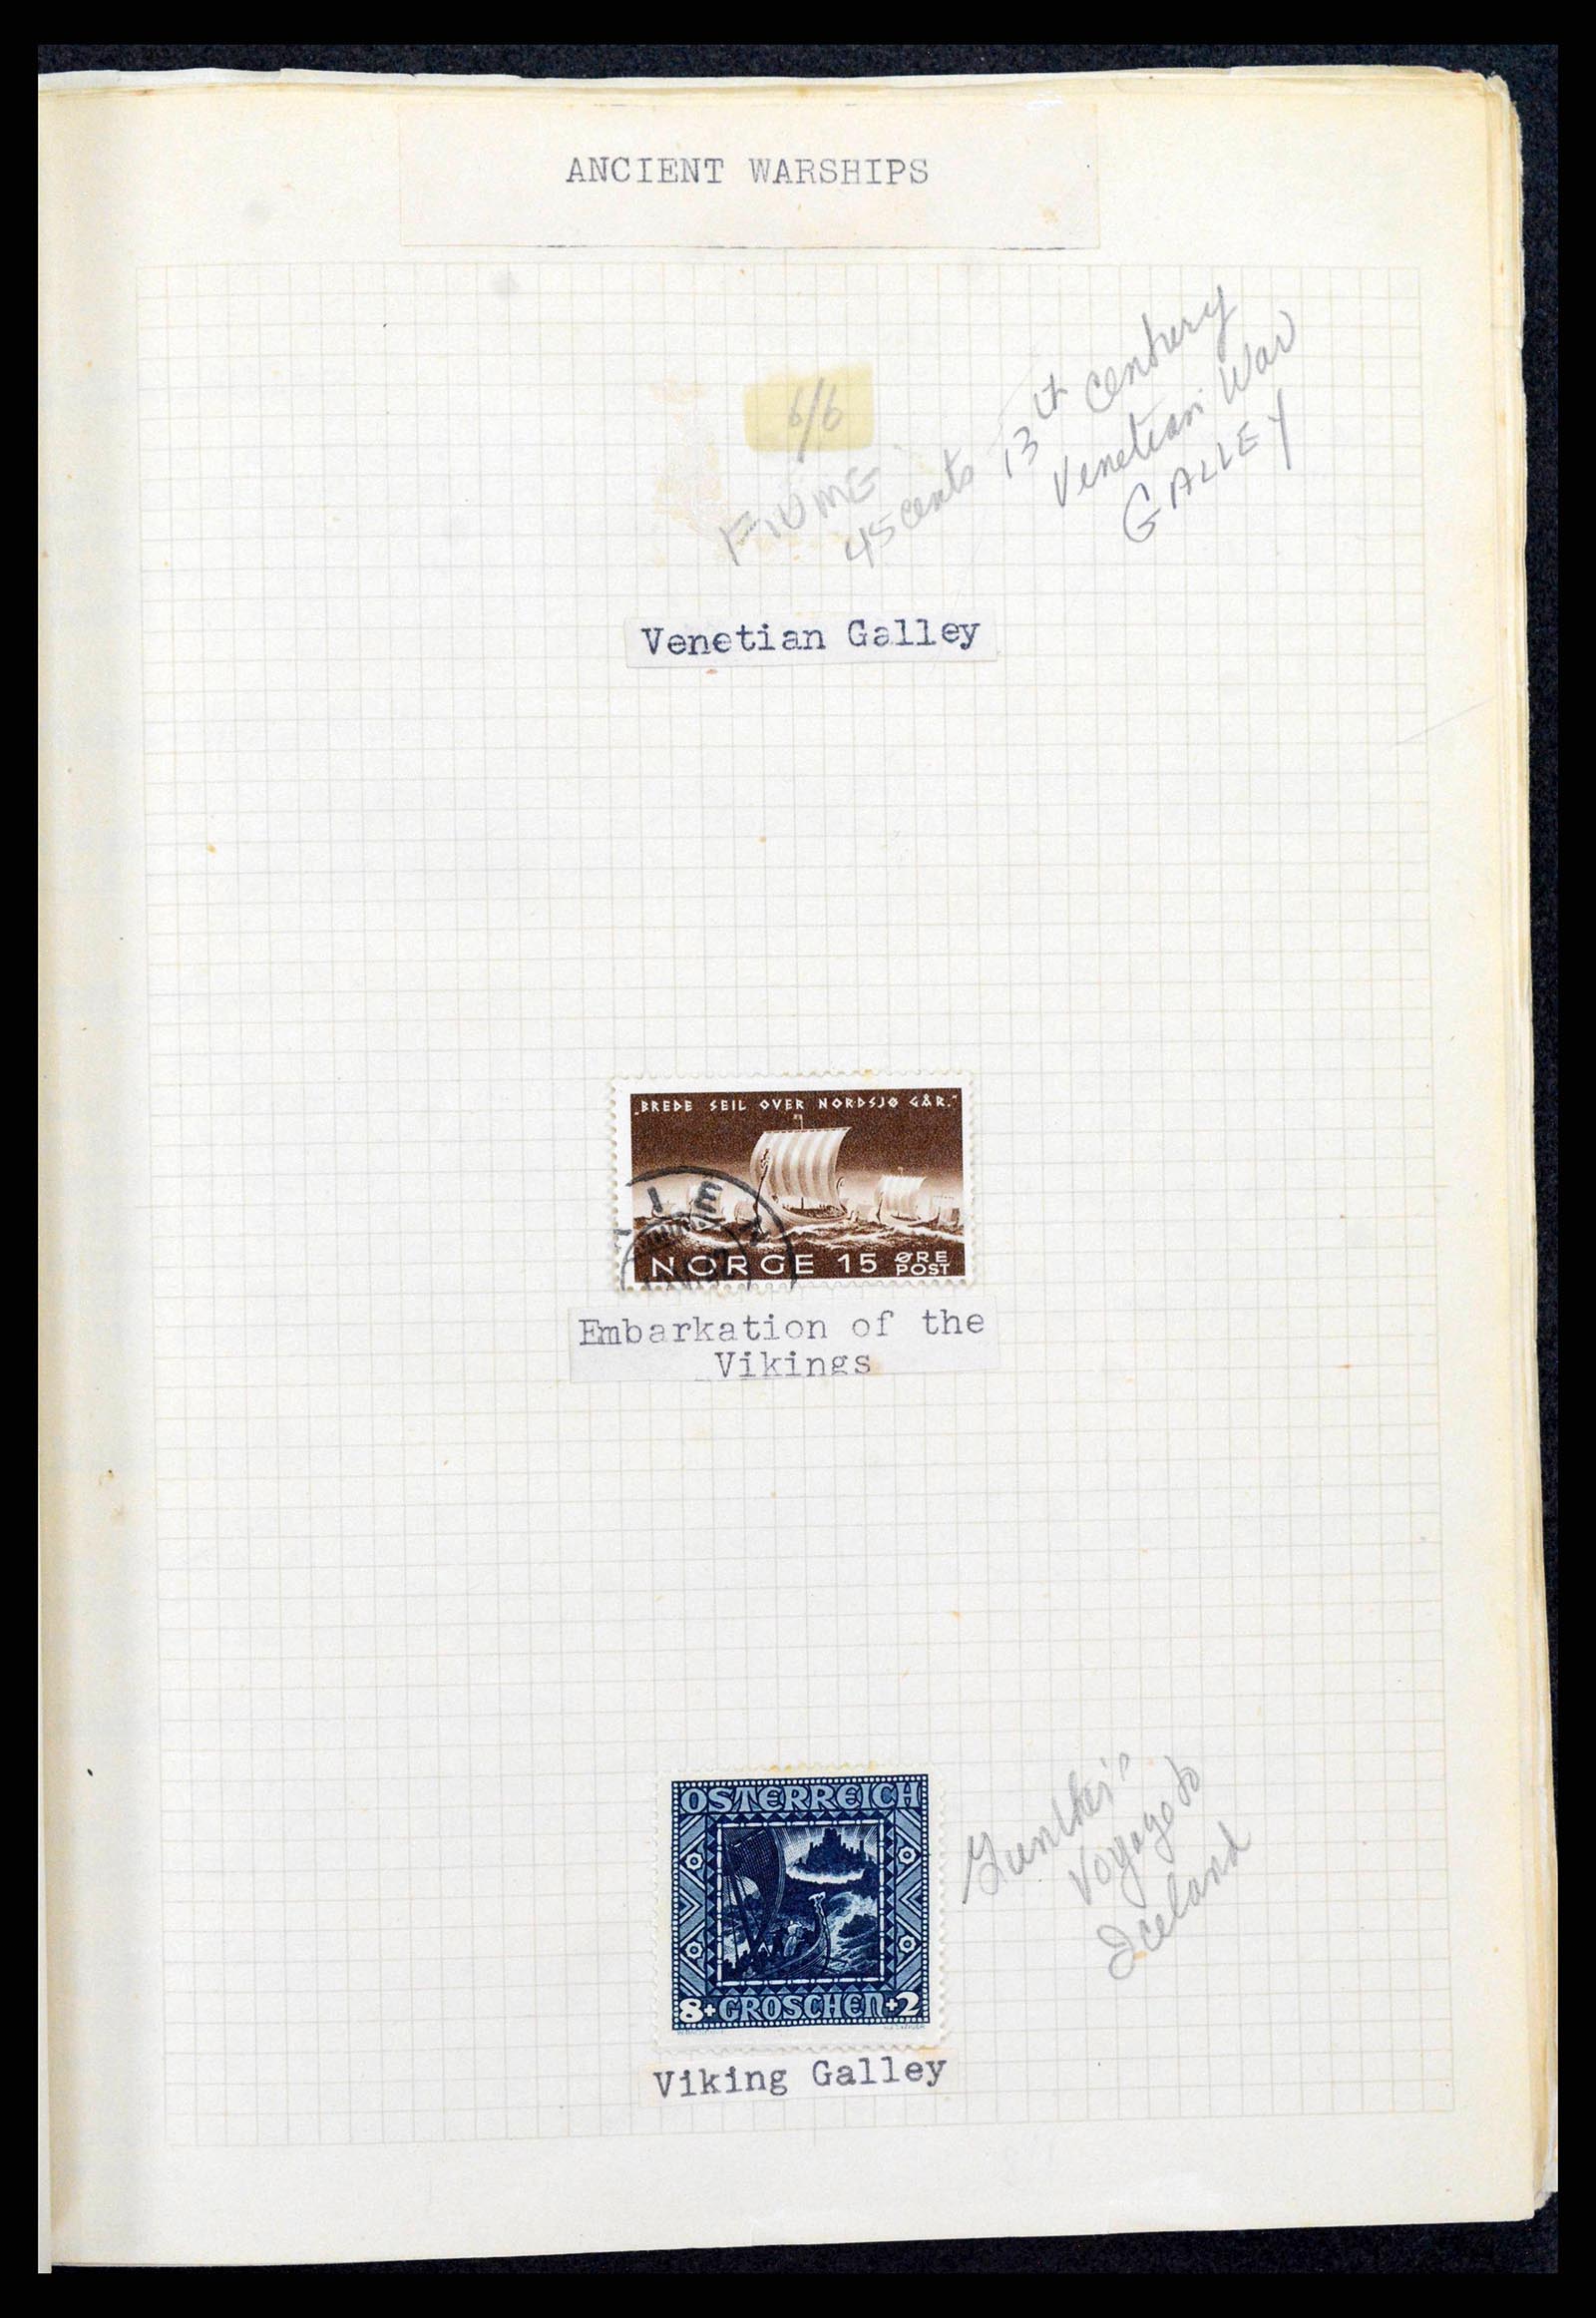 ANCIENT WARSHIPS
6/6
FIUME
45 cents 13th century
Venetian War
GALLEY
Venetian Galley
„BREDE SEIL OVER NORDSJØ GÅR.“
NORGE 15 ØRE
POST
Embarkation of the
Vikings
ÖSTERREICH
8+GROSCHEN+2
Gunther's
Voyage to
Iceland
Viking Galley